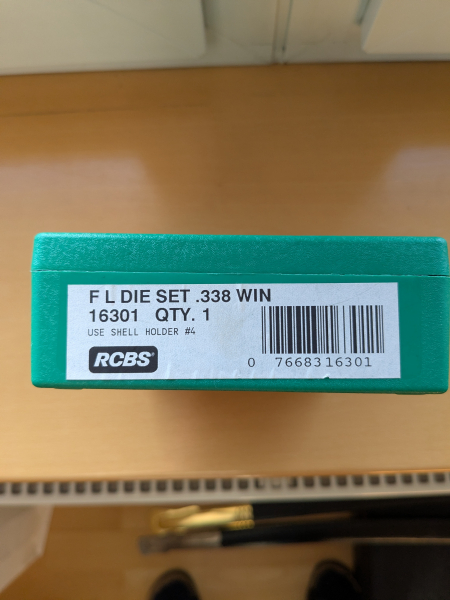 F L DIE SET .338 WIN
16301 QTY. 1
USE SHELL HOLDER #4
RCBS
0 7668316301